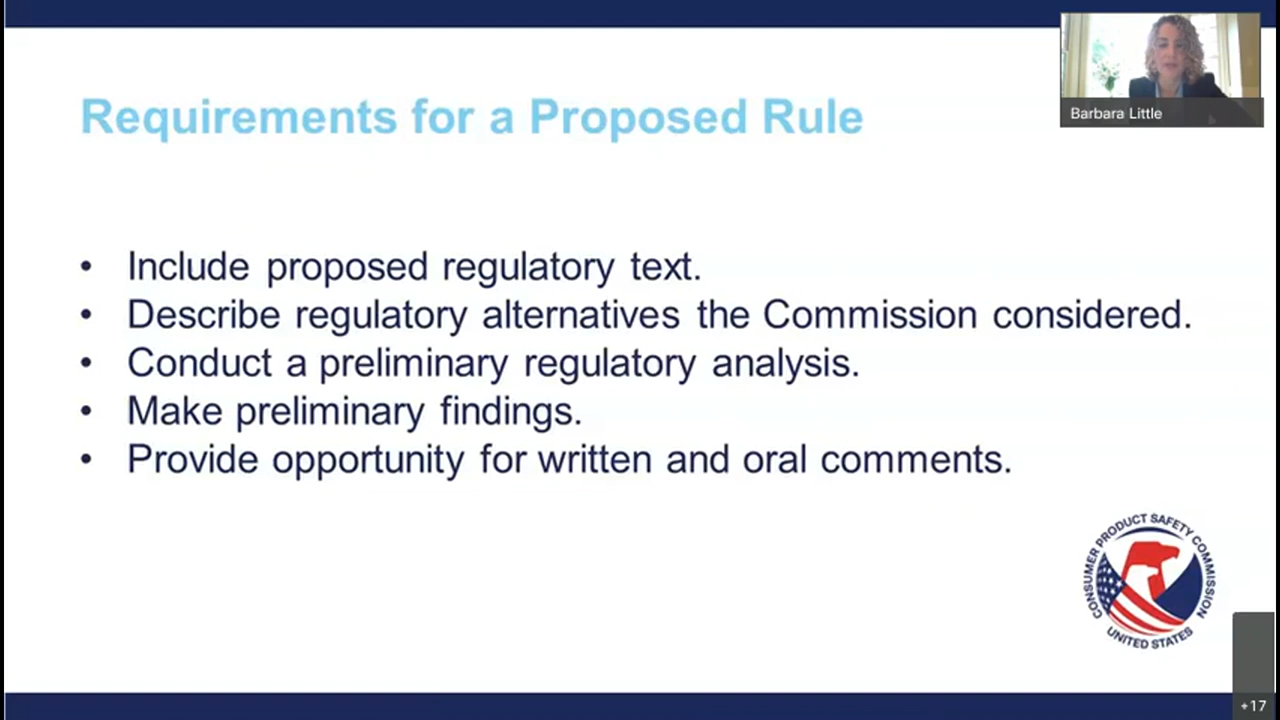 Requirements for a Proposed Rule
Barbara Little
• Include proposed regulatory text.
• Describe regulatory alternatives the Commission considered.
• Conduct a preliminary regulatory analysis.
• Make preliminary findings.
• Provide opportunity for written and oral comments.
CONSUMER PRODUCT SAFETY COMMISSION
UNITED STATES
+17